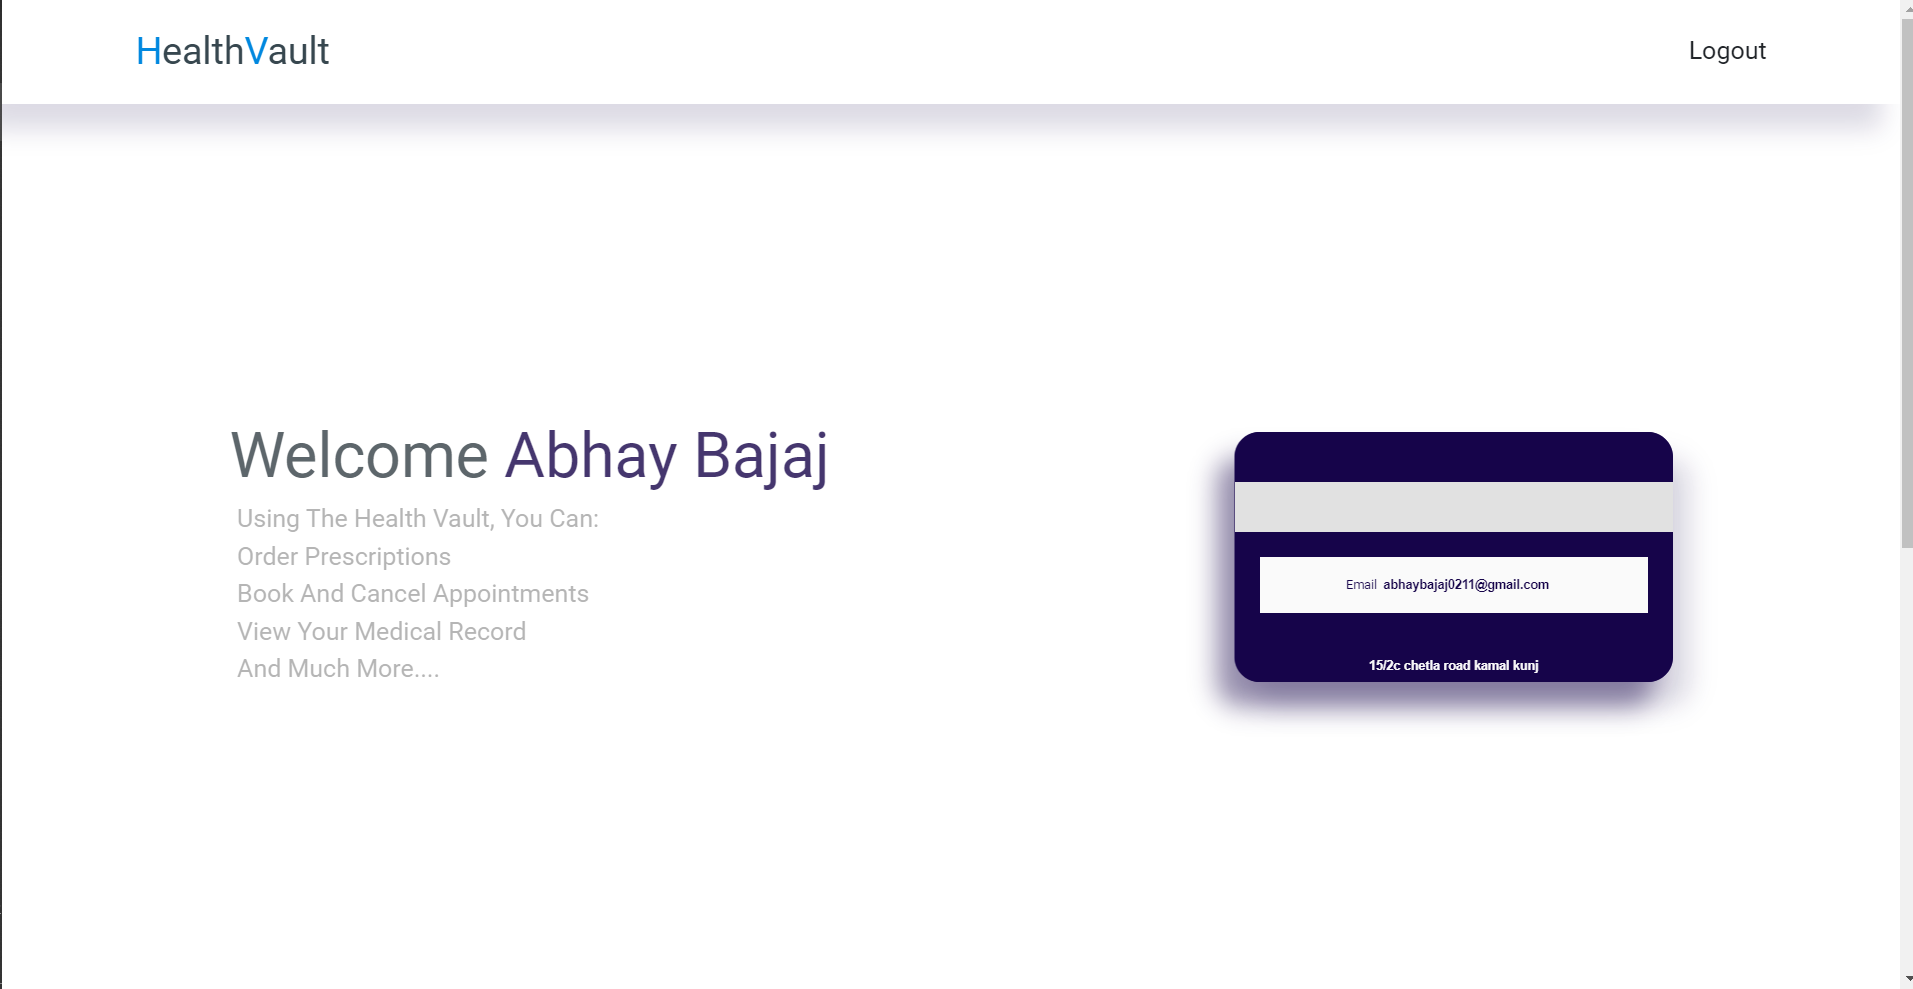 HealthVault
Logout
Welcome Abhay Bajaj
Using The Health Vault, You Can:
Order Prescriptions
Book And Cancel Appointments
View Your Medical Record
And Much More....
Email abhaybajaj0211@gmail.com
15/2c chetla road kamal kunj